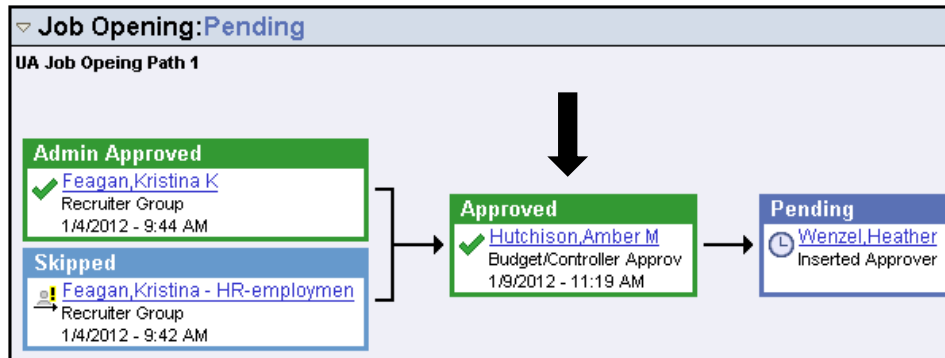 Job Opening:Pending
UA Job Opeing Path 1
Admin Approved
Feagan,Kristina K
Recruiter Group
1/4/2012 - 9:44 AM
Skipped
Feagan,Kristina - HR-employmen
Recruiter Group
1/4/2012 - 9:42 AM
Approved
Hutchison,Amber M
Budget/Controller Approv
1/9/2012 - 11:19 AM
Pending
Wenzel,Heather
Inserted Approver